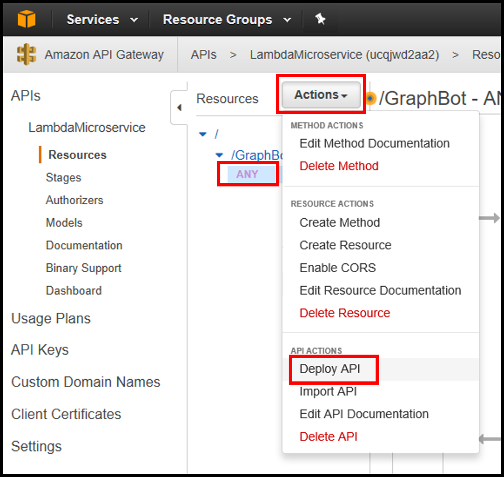 Services Resource Groups
Amazon API Gateway APIs > LambdaMicroservice (ucqjwd2aa2) > Reso
APIs
LambdaMicroservice
Resources
Stages
Authorizers
Models
Documentation
Binary Support
Dashboard
Usage Plans
API Keys
Custom Domain Names
Client Certificates
Settings
Resources Actions /GraphBot - AN
/
/GraphBo
ANY
METHOD ACTIONS
Edit Method Documentation
Delete Method
RESOURCE ACTIONS
Create Method
Create Resource
Enable CORS
Edit Resource Documentation
Delete Resource
API ACTIONS
Deploy API
Import API
Edit API Documentation
Delete API